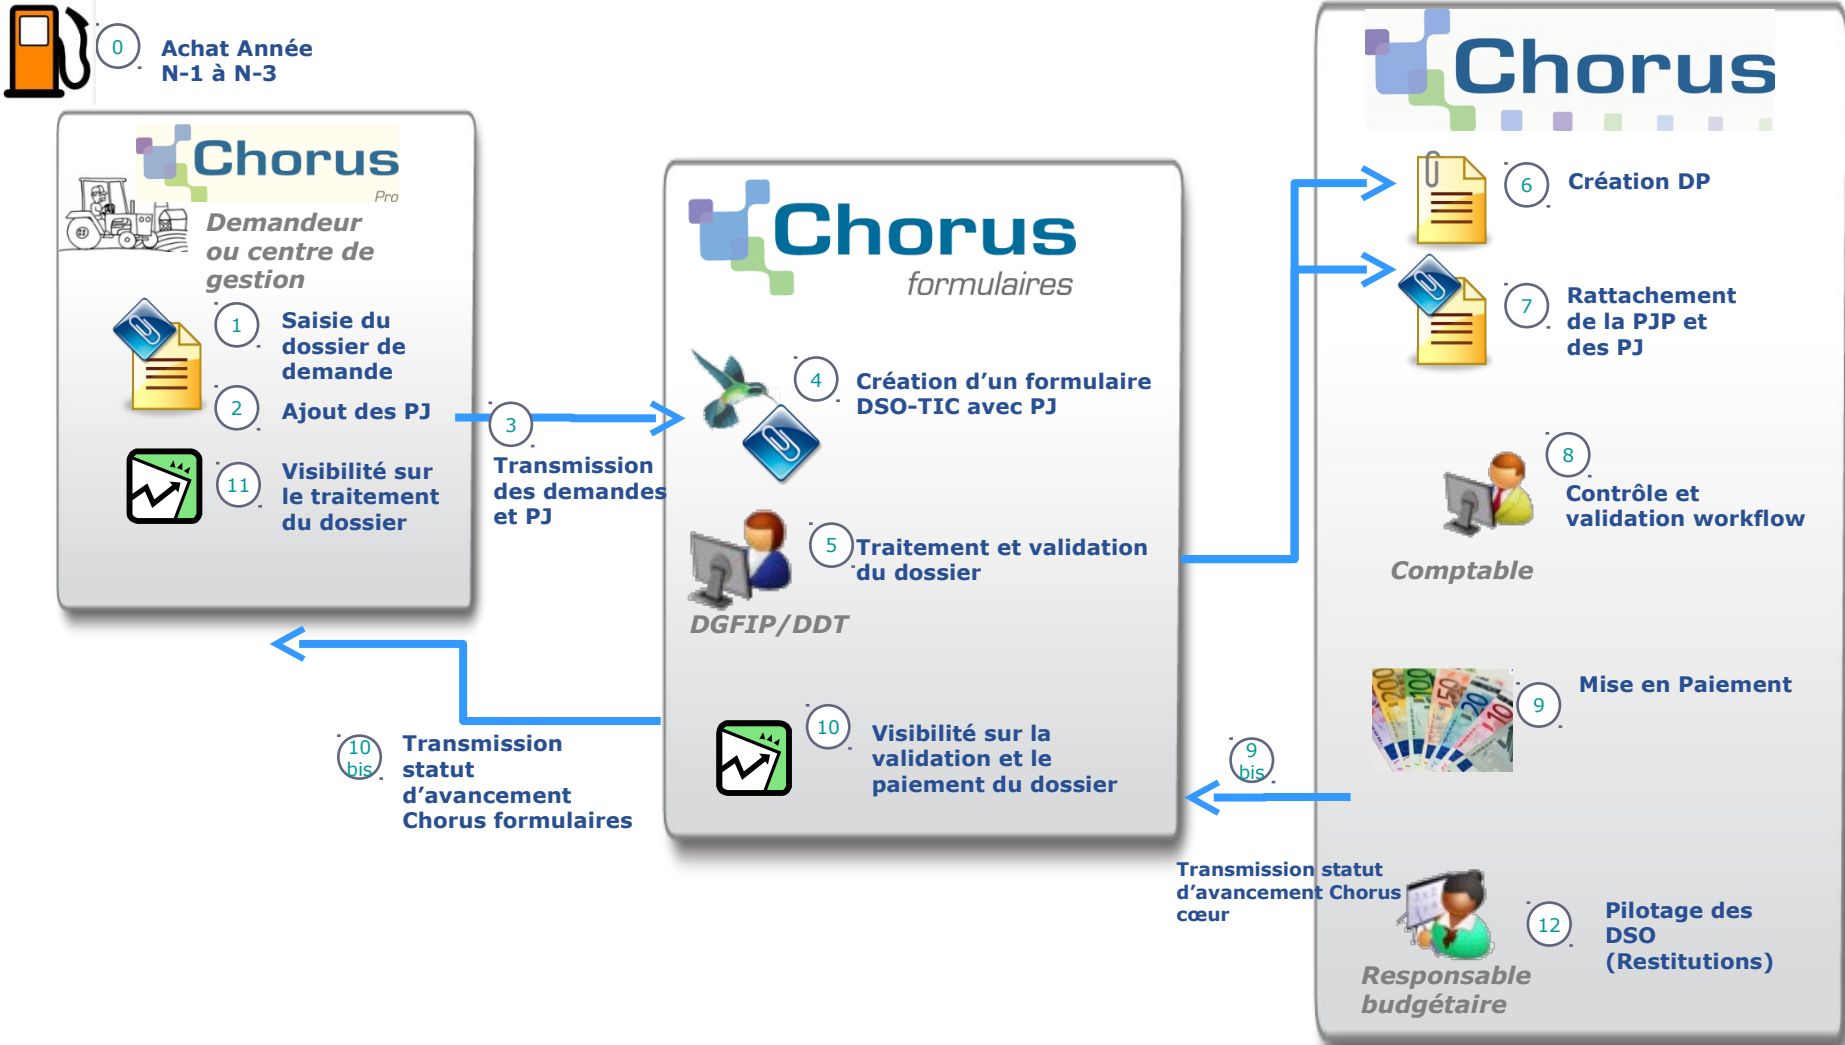 0
Achat Année
N-1 à N-3
Chorus
Pro
Demandeur
ou centre de
gestion
1
Saisie du
dossier de
demande
2
Ajout des PJ
11
Visibilité sur
le traitement
du dossier
3
Transmission
des demandes
et PJ
Chorus
formulaires
4
Création d’un formulaire
DSO-TIC avec PJ
5
Traitement et validation
du dossier
DGFIP/DDT
10
Visibilité sur la
validation et le
paiement du dossier
10
bis
Transmission
statut
d’avancement
Chorus formulaires
Chorus
6
Création DP
7
Rattachement
de la PJP et
des PJ
8
Contrôle et
validation workflow
Comptable
200
100
50
20
10
9
Mise en Paiement
9
bis
Transmission statut
d’avancement Chorus
cœur
12
Pilotage des
DSO
(Restitutions)
Responsable
budgétaire